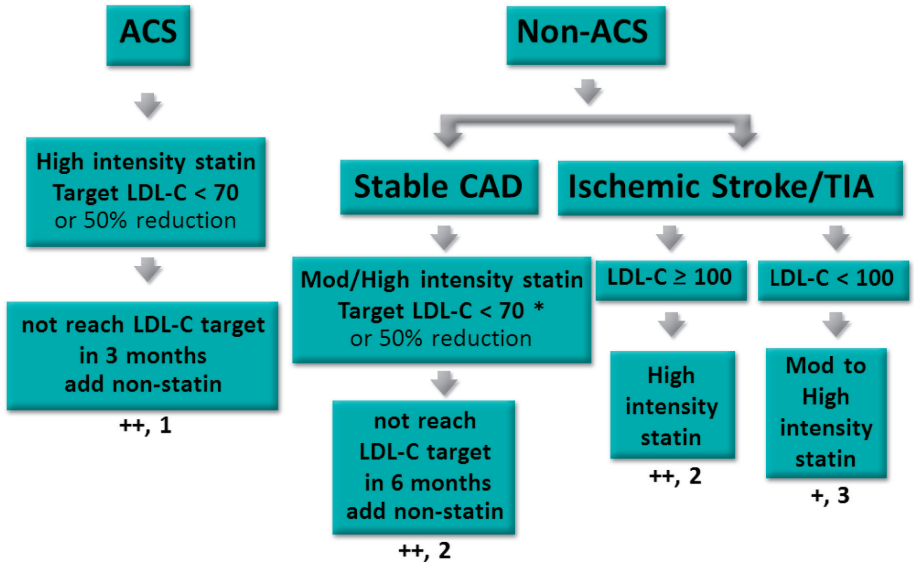 ACS
High intensity statin
Target LDL-C < 70
or 50% reduction
not reach LDL-C target
in 3 months
add non-statin
++, 1
Non-ACS
Stable CAD
Mod/High intensity statin
Target LDL-C < 70 *
or 50% reduction
not reach
LDL-C target
in 6 months
add non-statin
++, 2
Ischemic Stroke/TIA
LDL-C ≥ 100
High
intensity
statin
++, 2
LDL-C < 100
Mod to
High
intensity
statin
+, 3